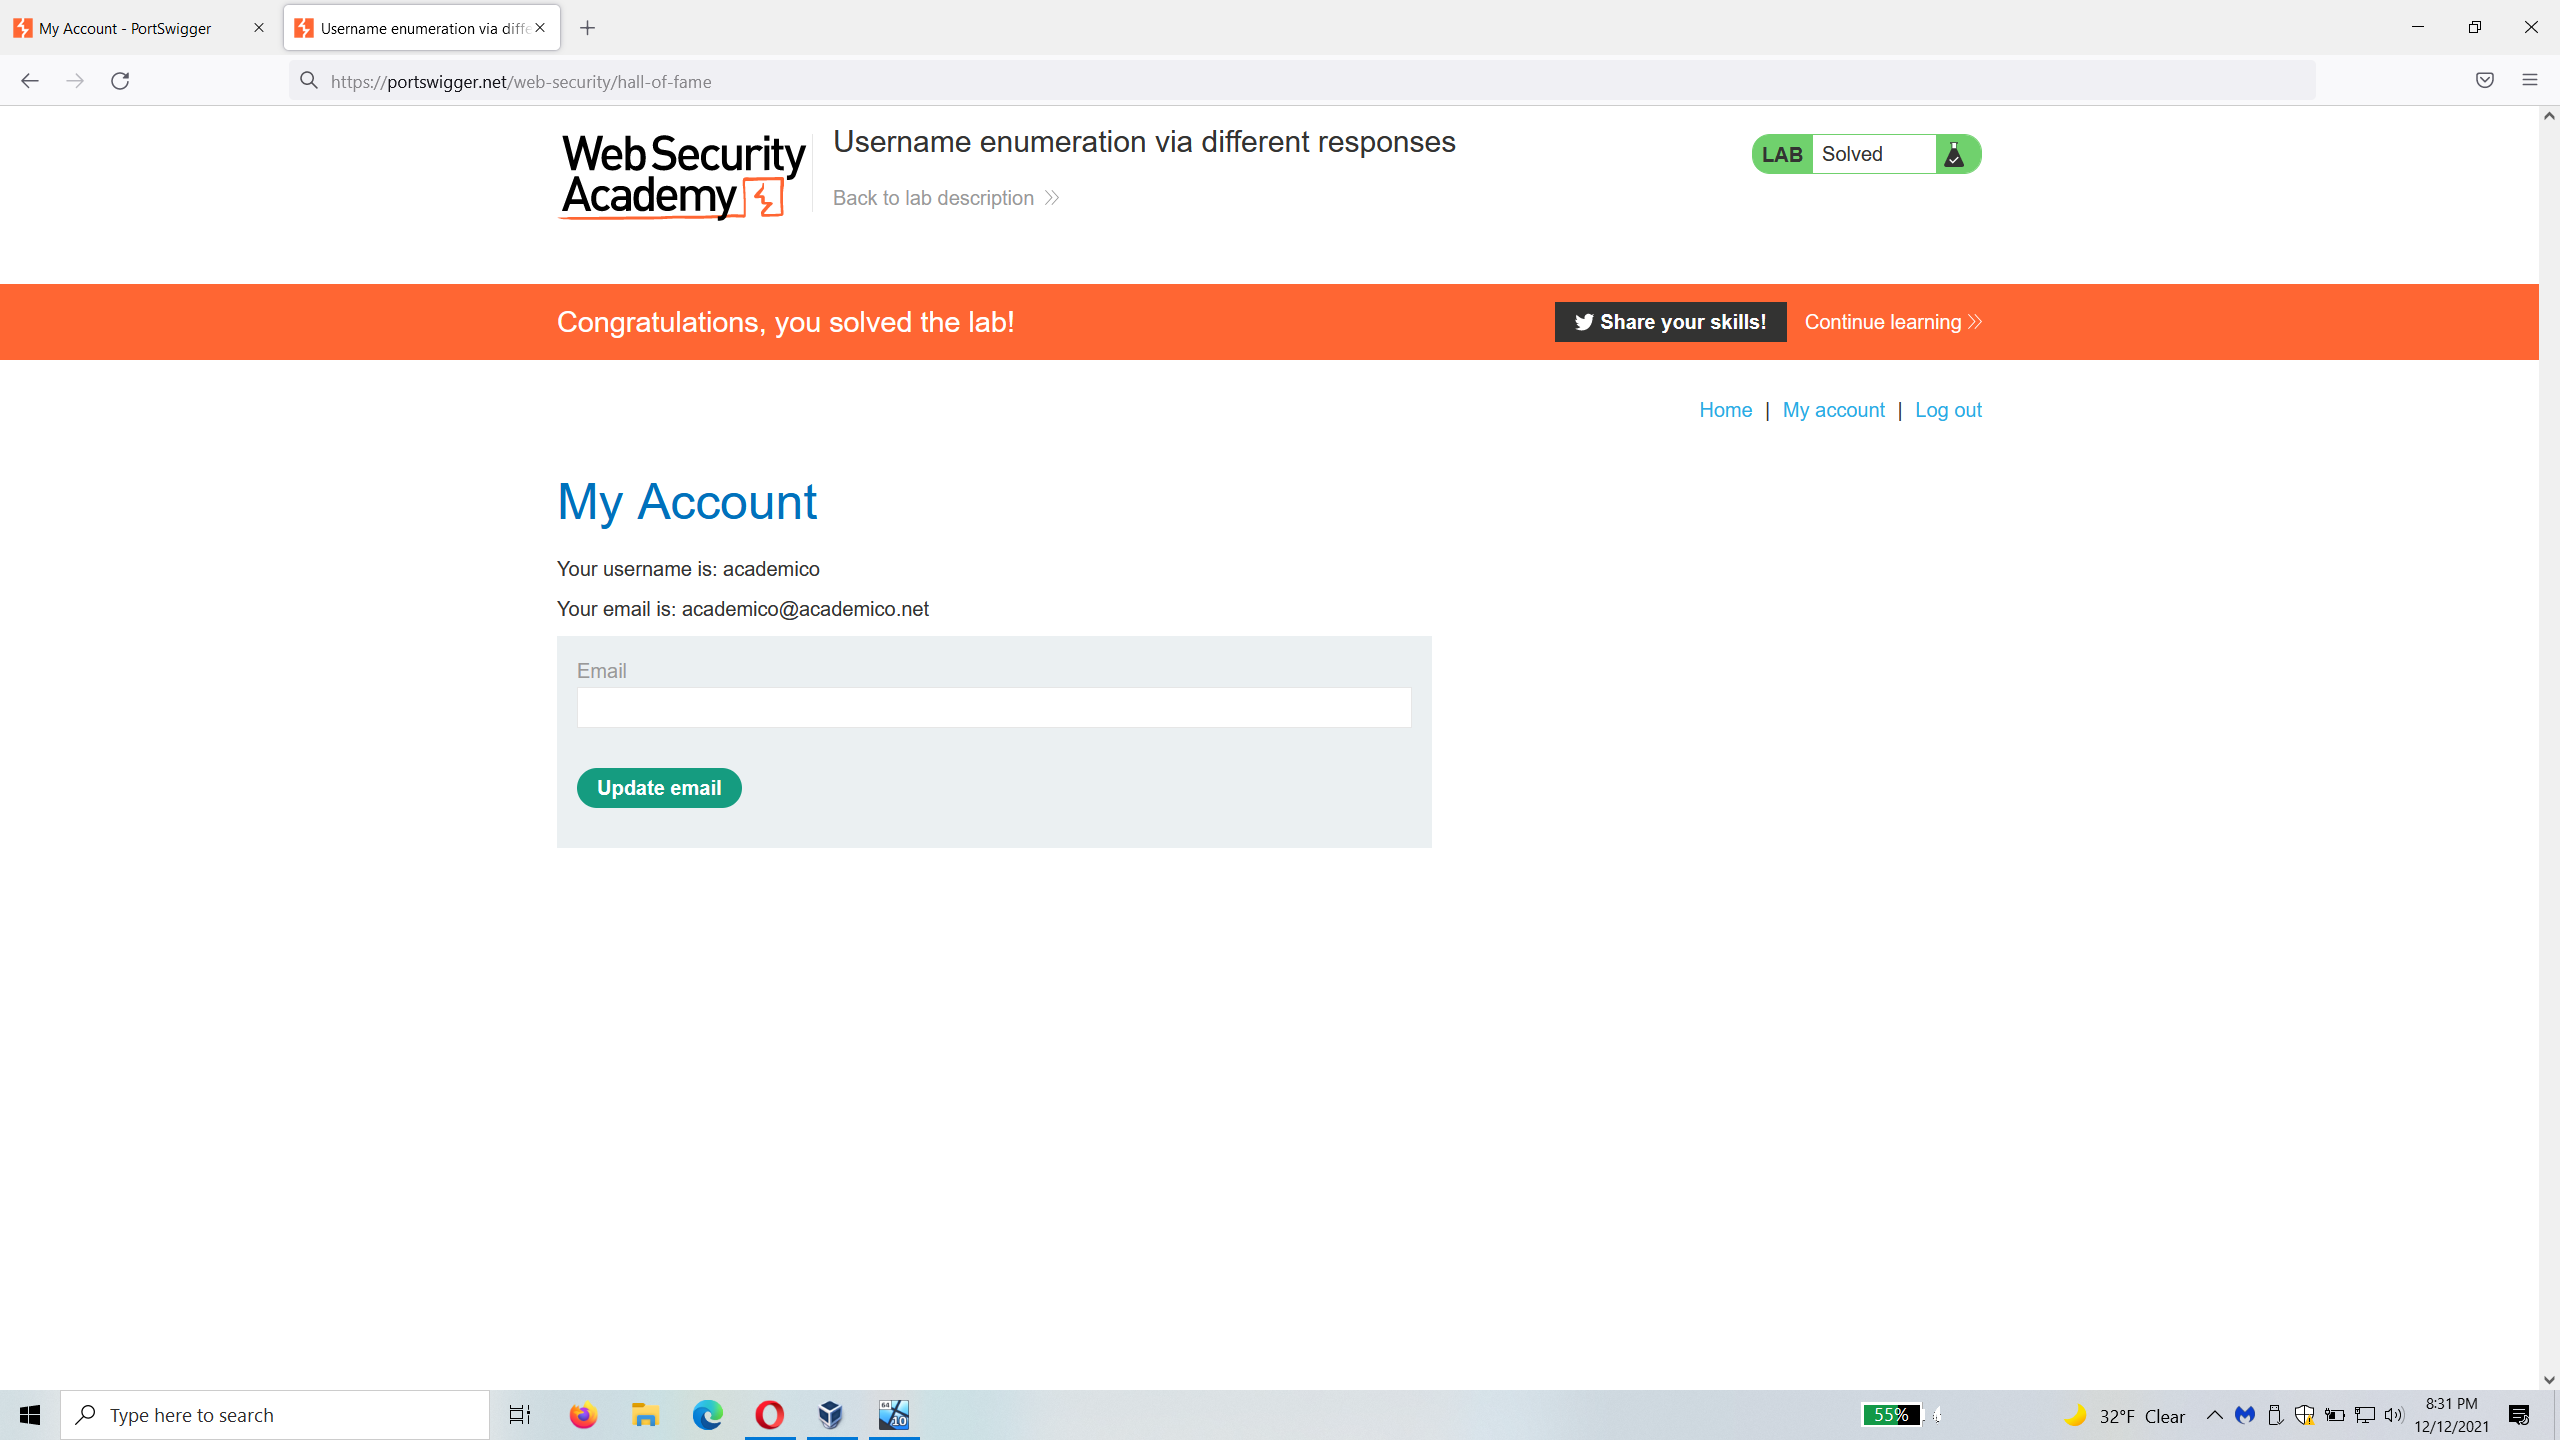 My Account - PortSwigger
Username enumeration via diffe
https://portswigger.net/web-security/hall-of-fame
Web Security
Academy
Username enumeration via different responses
Back to lab description
LAB Solved
Congratulations, you solved the lab!
Share your skills!
Continue learning
Home | My account | Log out
My Account
Your username is: academico
Your email is: academico@academico.net
Email
Update email
Type here to search
64
10
55%
32°F Clear
8:31 PM
12/12/2021